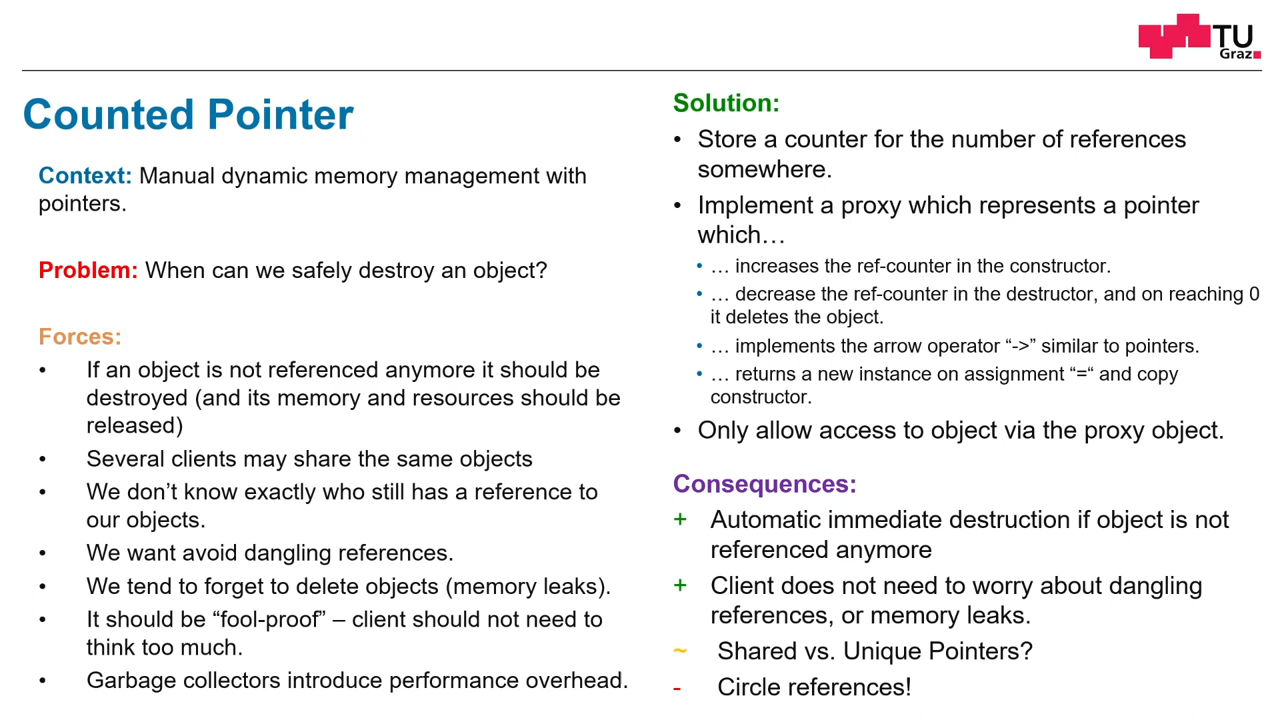 TU
Graz
Counted Pointer
Context: Manual dynamic memory management with
pointers.
Problem: When can we safely destroy an object?
Forces:
• If an object is not referenced anymore it should be
destroyed (and its memory and resources should be
released)
• Several clients may share the same objects
• We don’t know exactly who still has a reference to
our objects.
• We want avoid dangling references.
• We tend to forget to delete objects (memory leaks).
• It should be “fool-proof” – client should not need to
think too much.
• Garbage collectors introduce performance overhead.
Solution:
• Store a counter for the number of references
somewhere.
• Implement a proxy which represents a pointer
which…
• … increases the ref-counter in the constructor.
• … decrease the ref-counter in the destructor, and on reaching 0
it deletes the object.
• … implements the arrow operator “->” similar to pointers.
• … returns a new instance on assignment “=“ and copy
constructor.
• Only allow access to object via the proxy object.
Consequences:
+ Automatic immediate destruction if object is not
referenced anymore
+ Client does not need to worry about dangling
references, or memory leaks.
~ Shared vs. Unique Pointers?
- Circle references!